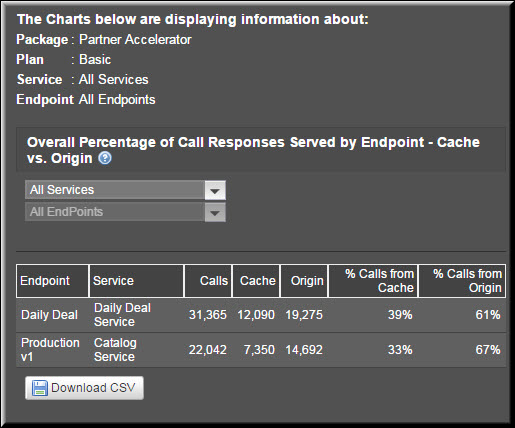 The Charts below are displaying information about:
Package : Partner Accelerator
Plan : Basic
Service : All Services
Endpoint All Endpoints
Overall Percentage of Call Responses Served by Endpoint - Cache
vs. Origin ?
All Services
All EndPoints
Endpoint Service Calls Cache Origin % Calls from Cache % Calls from Origin
Daily Deal Daily Deal Service 31,365 12,090 19,275 39% 61%
Production v1 Catalog Service 22,042 7,350 14,692 33% 67%
Download CSV